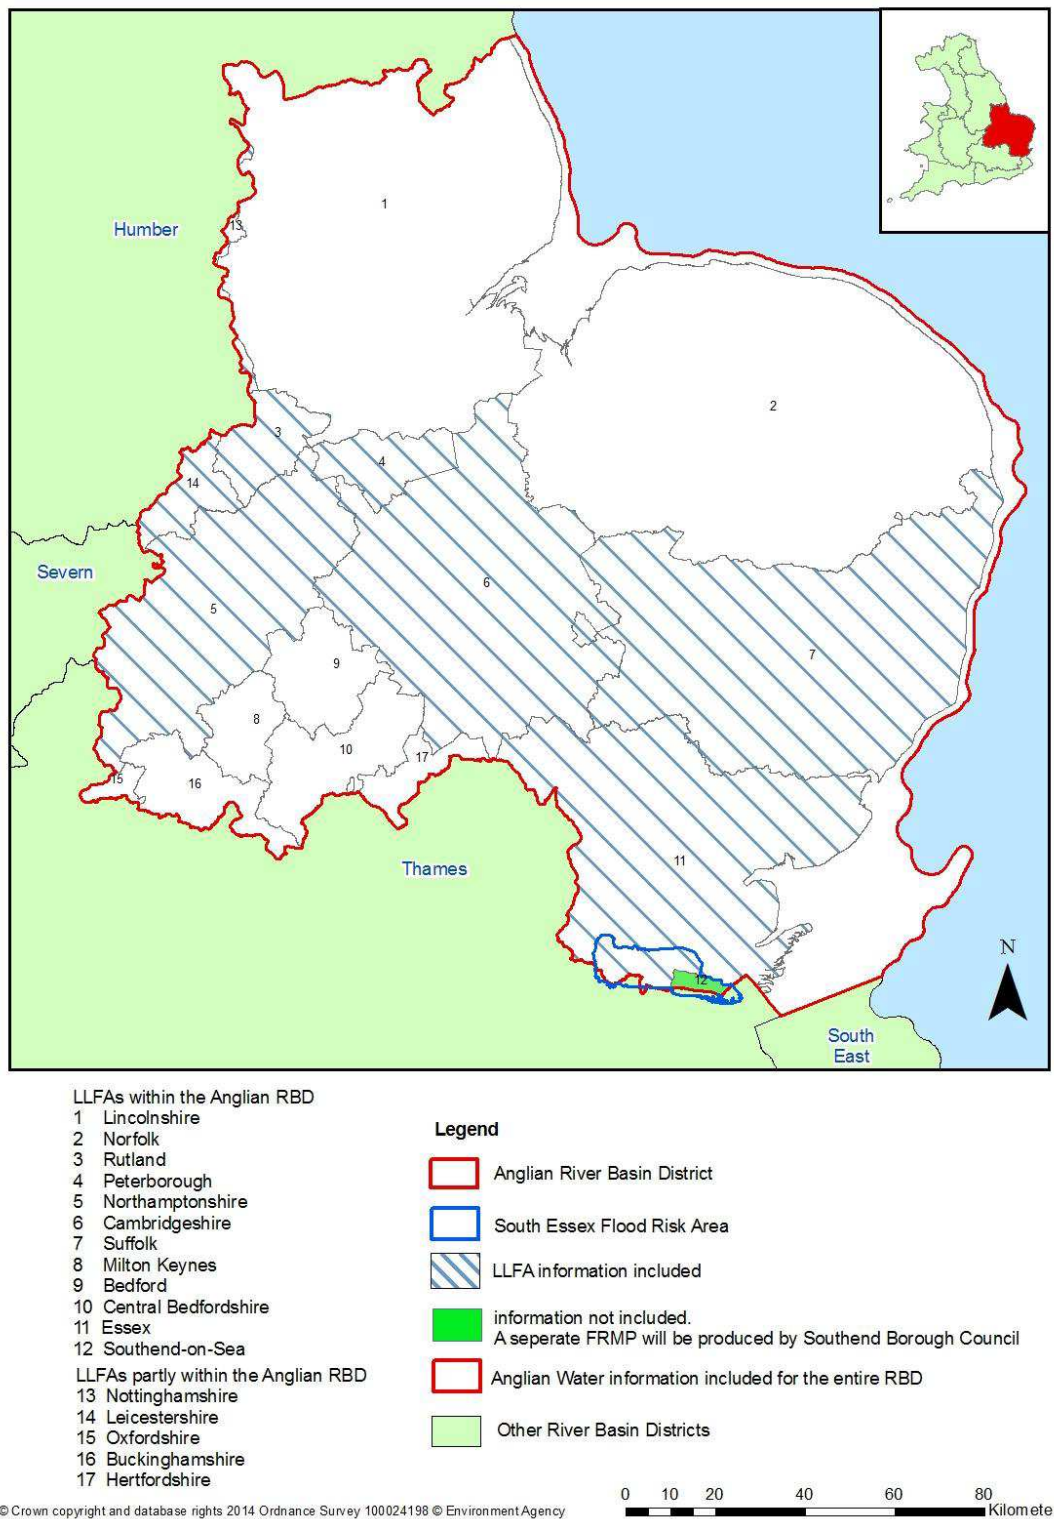 1
13
Humber
2
3
4
14
Severn
6
5
7
9
8
10
17
15
16
Thames
11
12
N
South
East
LLFAs within the Anglian RBD
1 Lincolnshire
2 Norfolk
3 Rutland
4 Peterborough
5 Northamptonshire
6 Cambridgeshire
7 Suffolk
8 Milton Keynes
9 Bedford
10 Central Bedfordshire
11 Essex
12 Southend-on-Sea
LLFAs partly within the Anglian RBD
13 Nottinghamshire
14 Leicestershire
15 Oxfordshire
16 Buckinghamshire
17 Hertfordshire
Legend
Anglian River Basin District
South Essex Flood Risk Area
LLFA information included
information not included.
A seperate FRMP will be produced by Southend Borough Council
Anglian Water information included for the entire RBD
Other River Basin Districts
0 10 20 40 60 80
Kilomete
© Crown copyright and database rights 2014 Ordnance Survey 100024198 © Environment Agency